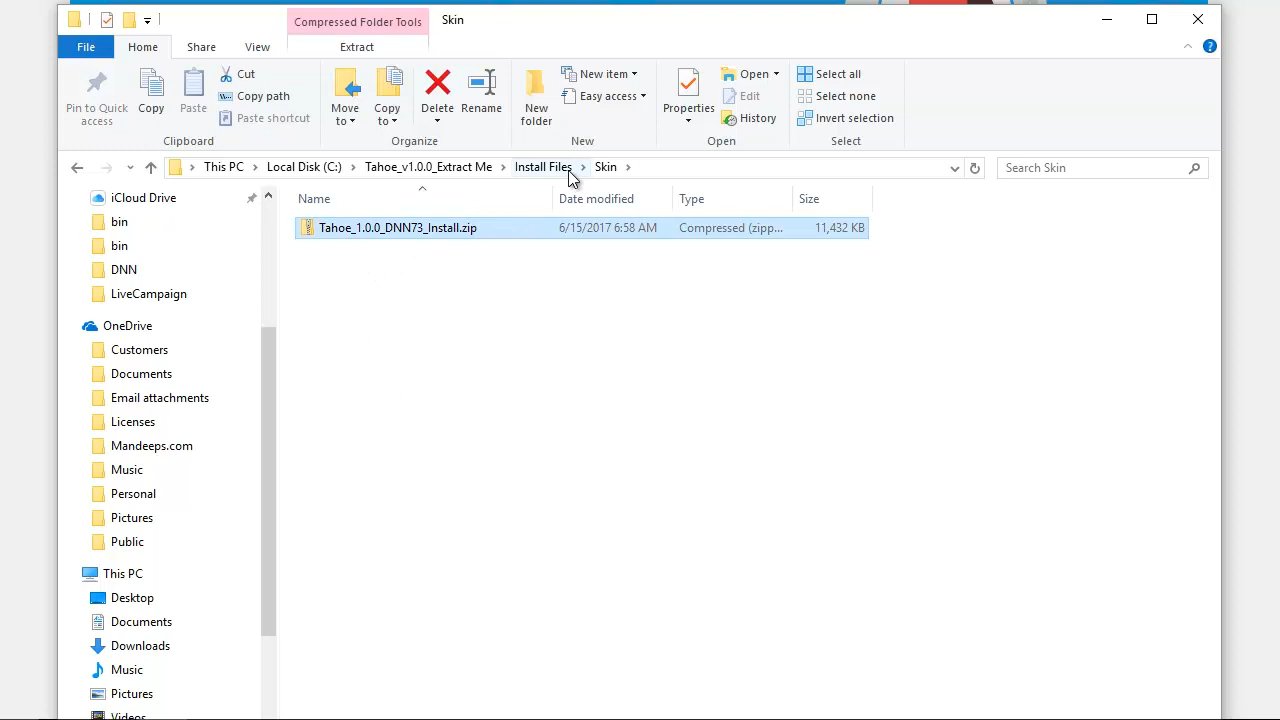 Compressed Folder Tools
Skin
File
Home
Share
View
Extract
Pin to Quick access
Copy
Paste
Cut
Copy path
Paste shortcut
Clipboard
Move to
Copy to
Delete
Rename
Organize
New folder
New item
Easy access
New
Properties
Open
Edit
History
Open
Select all
Select none
Invert selection
Select
This PC > Local Disk (C:) > Tahoe_v1.0.0_Extract Me > Install Files > Skin >
Search Skin
Name
Date modified
Type
Size
Tahoe_1.0.0_DNN73_Install.zip
6/15/2017 6:58 AM
Compressed (zipp...
11,432 KB
iCloud Drive
bin
bin
DNN
LiveCampaign
OneDrive
Customers
Documents
Email attachments
Licenses
Mandeeps.com
Music
Personal
Pictures
Public
This PC
Desktop
Documents
Downloads
Music
Pictures
Videos